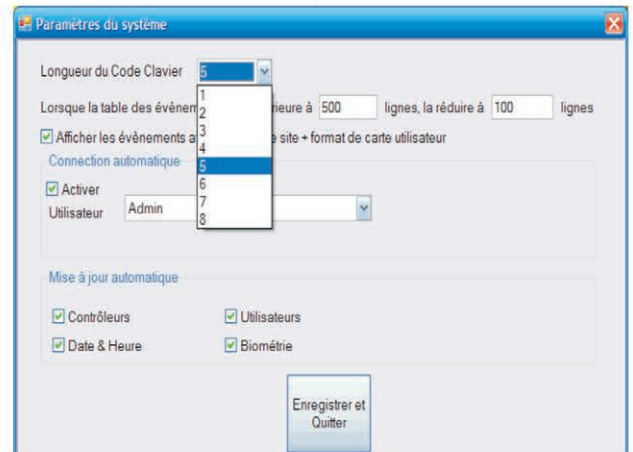 Paramètres du système
Longueur du Code Clavier 5
1
2
3
4
5
6
7
8
Lorsque la table des évènem ieure à 500 lignes, la réduire à 100 lignes
Afficher les évènements a site + format de carte utilisateur
Connection automatique
Activer
Utilisateur Admin
Mise à jour automatique
Contrôleurs Utilisateurs
Date & Heure Biométrie
Enregistrer et
Quitter